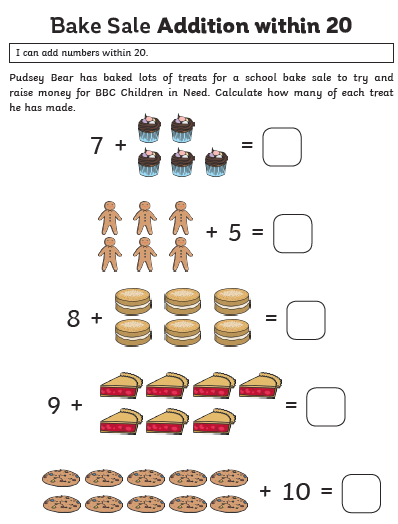 Bake Sale Addition within 20
I can add numbers within 20.
Pudsey Bear has baked lots of treats for a school bake sale to try and
raise money for BBC Children in Need. Calculate how many of each treat
he has made.
7 + =
+ 5 =
8 + =
9 + =
+ 10 =